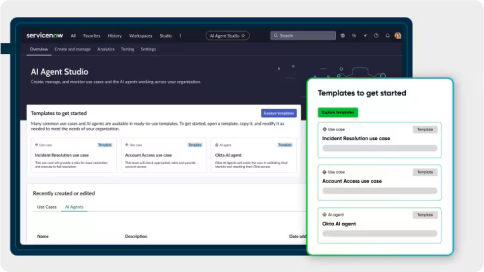 servicenow All Favorites History Workspaces Studio AI Agent Studio Search
Overview Create and manage Analytics Testing Settings
AI Agent Studio
Create, manage, and monitor use cases and the AI agents working across your organization.
Templates to get started
Explore templates
Many common use cases and AI agents are available in ready-to-use templates. To get started, open a template, copy it, and modify it as
needed to meet the needs of your organization.
Use case Template
Incident Resolution use case
Use case Template
Account Access use case
AI agent Template
Okta AI agent
Recently created or edited
Use Cases AI Agents
Name Description Date add
Templates to get started
Explore templates
Use case Template
Incident Resolution use case
Use case Template
Account Access use case
AI agent Template
Okta AI agent